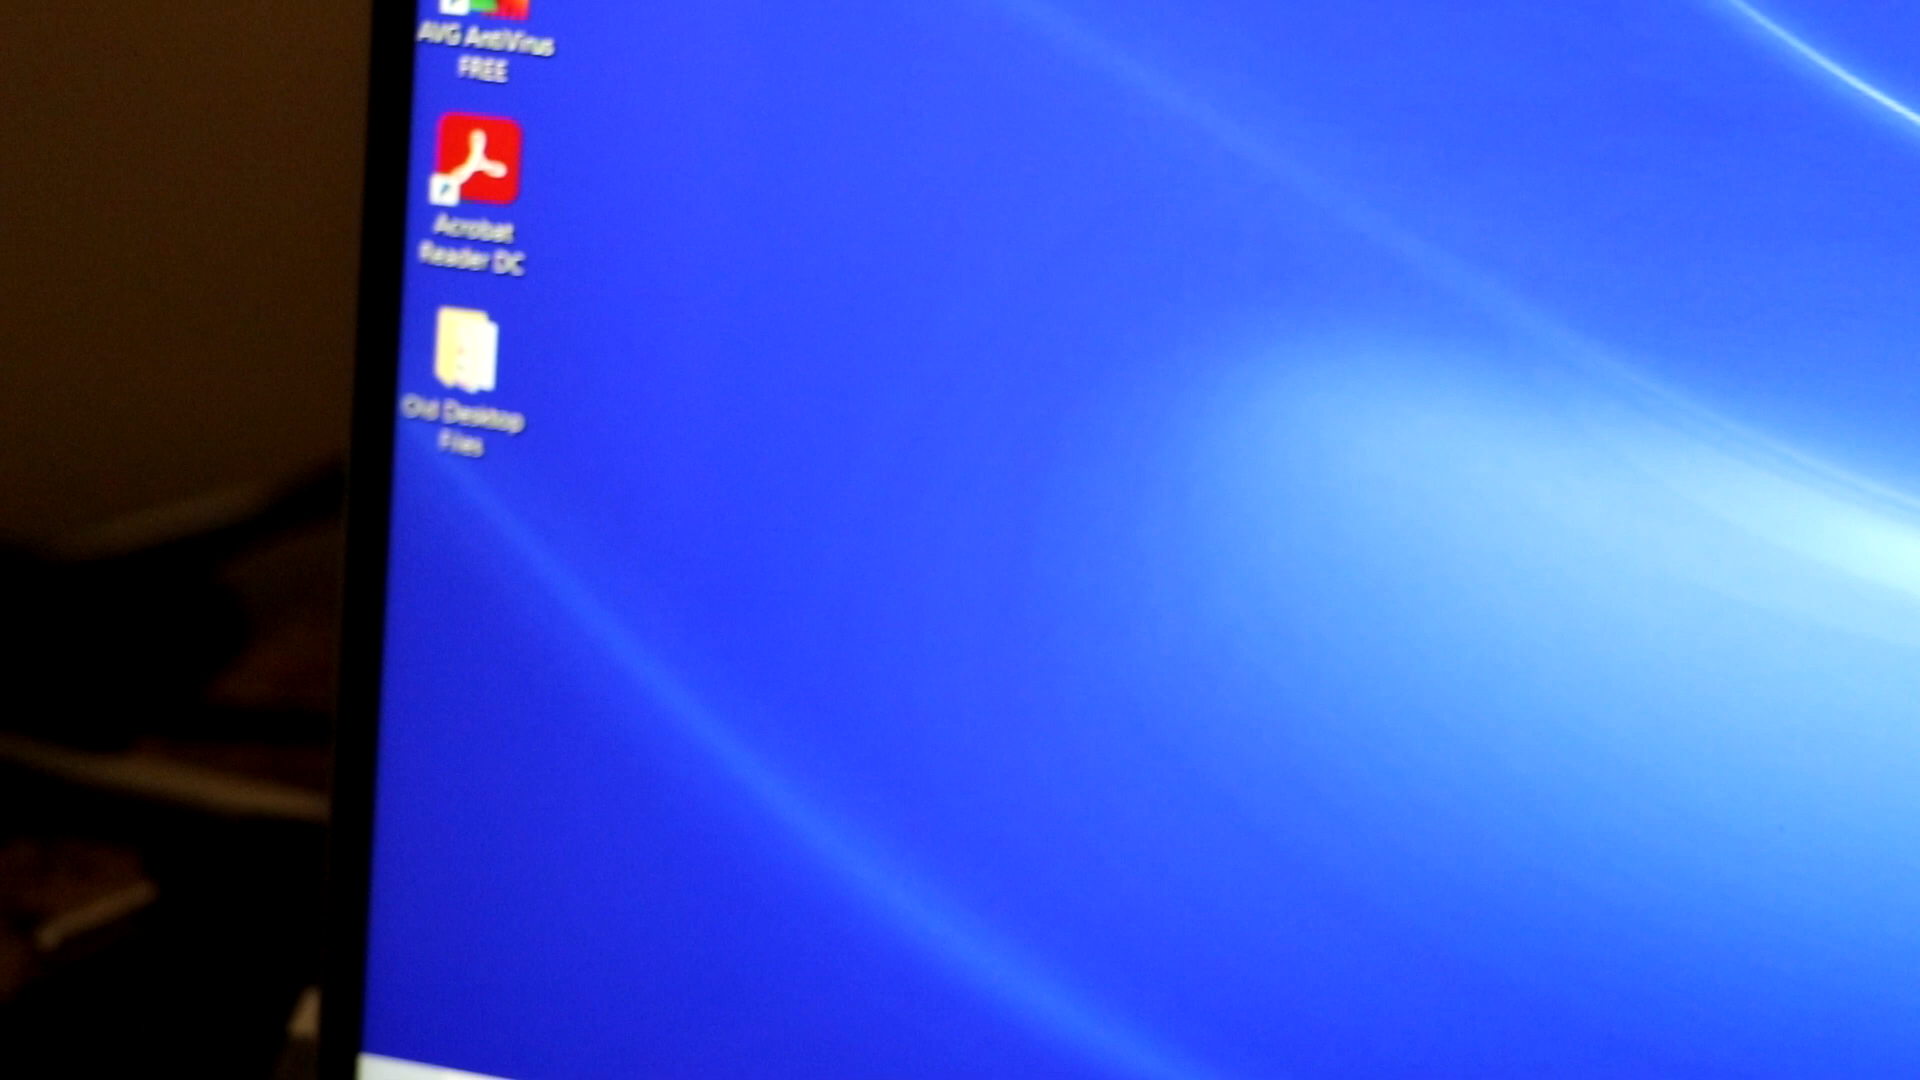 AVG AntiVirus
FREE
Acrobat
Reader DC
Old Desktop
Files